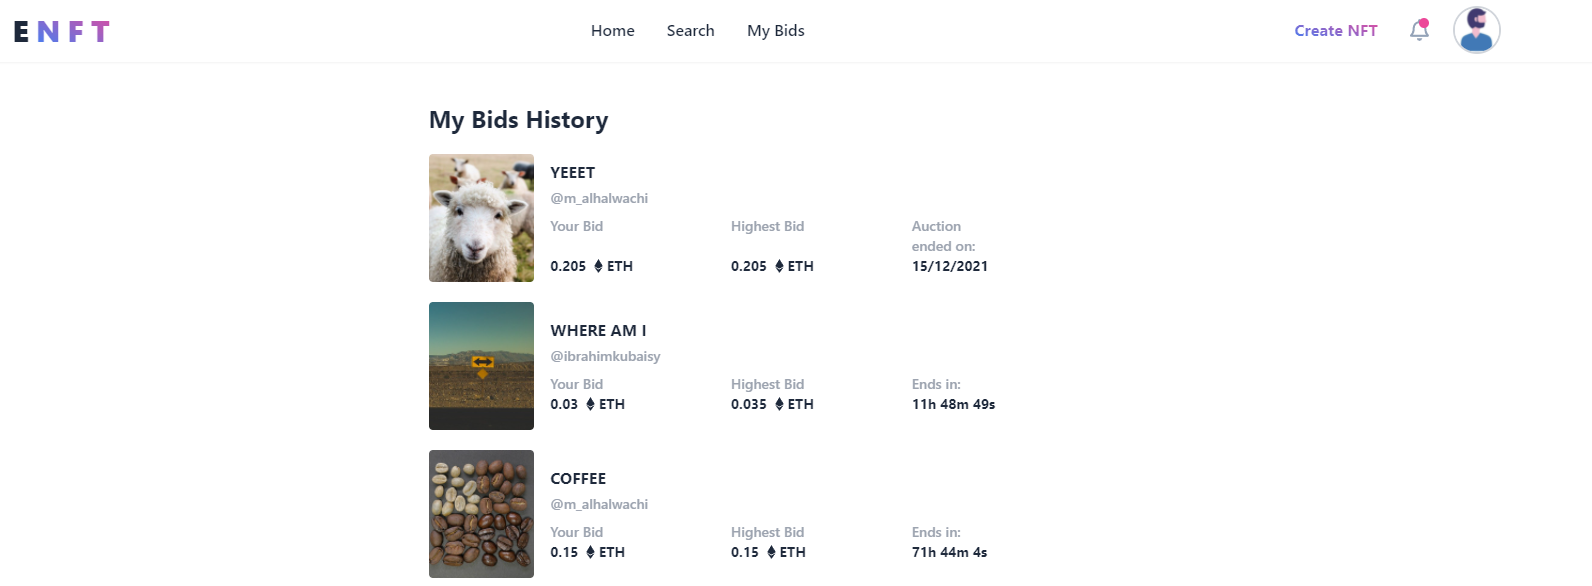 ENFT
Home Search My Bids
Create NFT
My Bids History
YEEET
@m_alhalwachi
Your Bid Highest Bid Auction
ended on:
0.205 ETH 0.205 ETH 15/12/2021
WHERE AM I
@ibrahimkubaisy
Your Bid Highest Bid Ends in:
0.03 ETH 0.035 ETH 11h 48m 49s
COFFEE
@m_alhalwachi
Your Bid Highest Bid Ends in:
0.15 ETH 0.15 ETH 71h 44m 4s